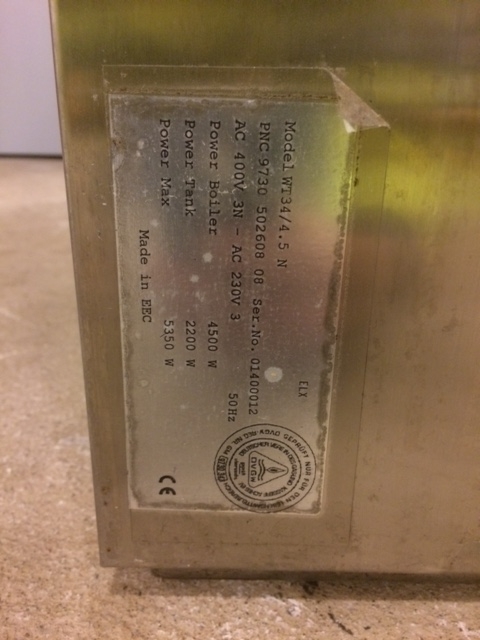 ELX
Model WT34/4.5 N
PNC 9730 502608 08 Ser.No. 01400012
AC 400V 3N - AC 230V 3 50Hz
Power Boiler 4500 W
Power Tank 2200 W
Power Max 5350 W
Made in EEC
CE
DVGW